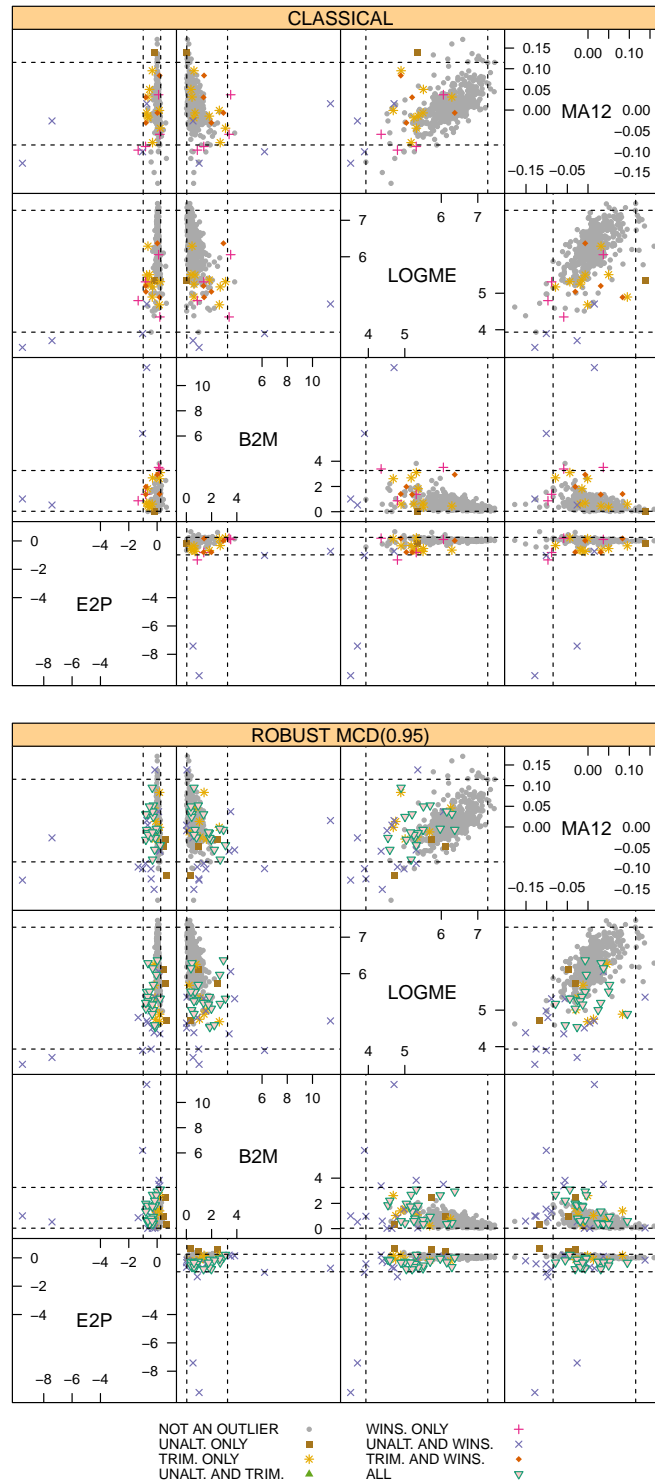 CLASSICAL
0.15
0.10
0.05
0.00
0.00 0.10
MA12
0.00
−0.05
−0.10
−0.15
−0.15 −0.05
7
6
6 7
LOGME
5
4
4 5
10
8
6
6 8 10
B2M
4
2
0
0 2 4
0
−2
−4
−4 −2 0
E2P
−4
−6
−8
−8 −6 −4
ROBUST MCD(0.95)
0.15
0.10
0.05
0.00
0.00 0.10
MA12
0.00
−0.05
−0.10
−0.15
−0.15 −0.05
7
6
6 7
LOGME
5
4
4 5
10
8
6
6 8 10
B2M
4
2
0
0 2 4
0
−2
−4
−4 −2 0
E2P
−4
−6
−8
−8 −6 −4
NOT AN OUTLIER
UNALT. ONLY
TRIM. ONLY
UNALT. AND TRIM.
WINS. ONLY
UNALT. AND WINS.
TRIM. AND WINS.
ALL